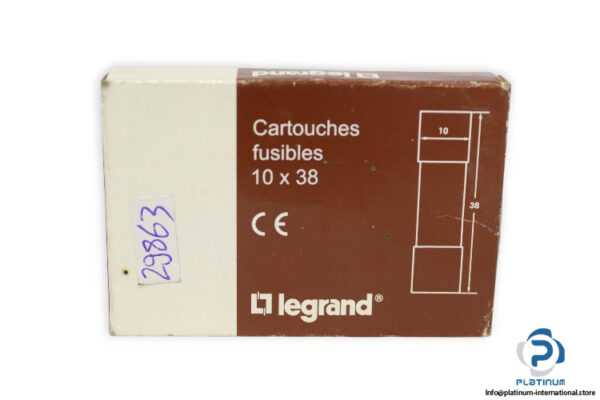 legrand
Cartouches
fusibles
10 x 38
CE
10
38
29863
legrand®
PLATINUM
Info@platinum-international.store